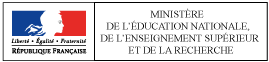 Liberté • Égalité • Fraternité
RÉPUBLIQUE FRANÇAISE
MINISTÈRE
DE L'ÉDUCATION NATIONALE,
DE L'ENSEIGNEMENT SUPÉRIEUR
ET DE LA RECHERCHE